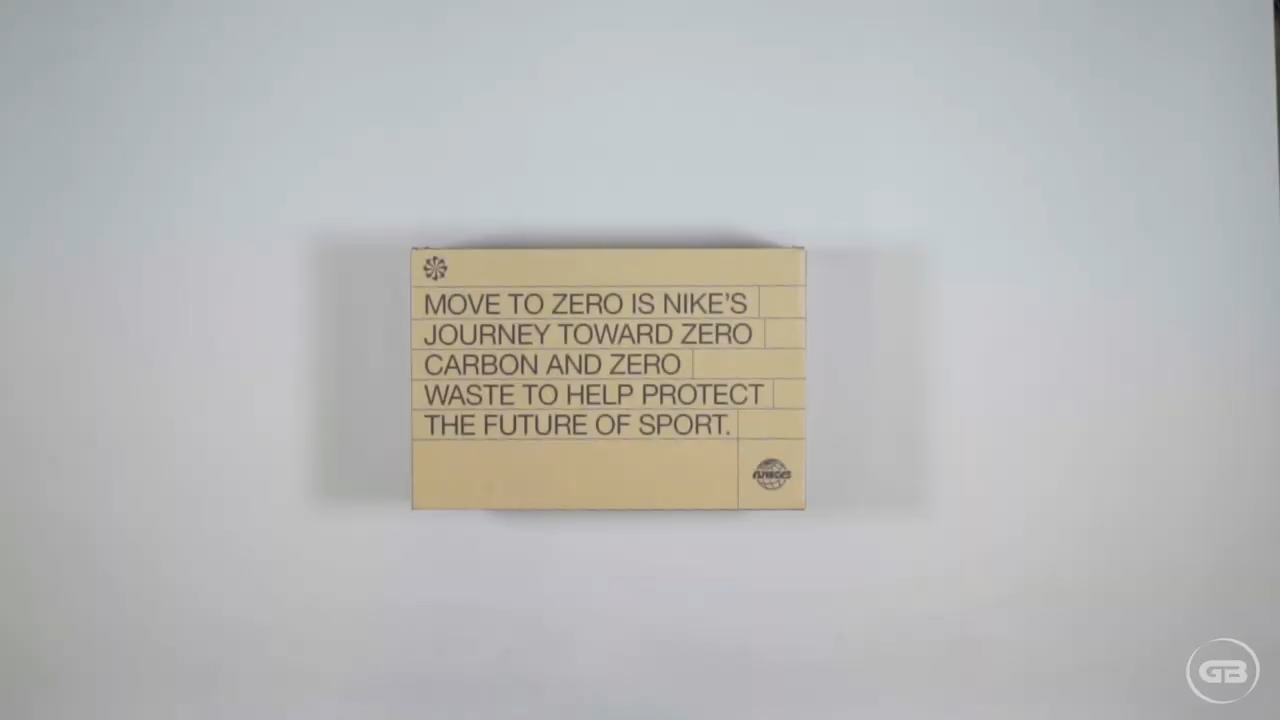 MOVE TO ZERO IS NIKE'S
JOURNEY TOWARD ZERO
CARBON AND ZERO
WASTE TO HELP PROTECT
THE FUTURE OF SPORT.
GB